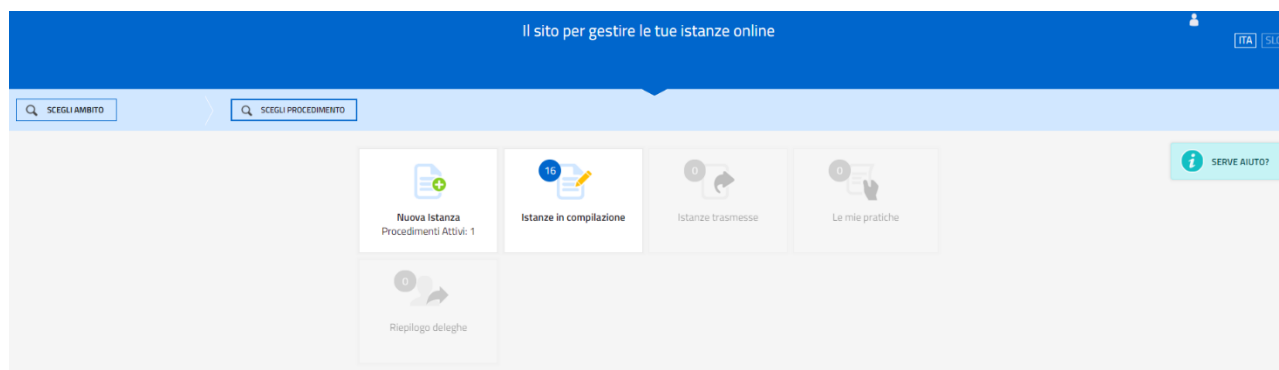 Il sito per gestire le tue istanze online
ITA
SCEGLI AMBITO
SCEGLI PROCEDIMENTO
SERVE AIUTO?
16
0
0
Nuova Istanza
Procedimenti Attivi: 1
Istanze in compilazione
Istanze trasmesse
Le mie pratiche
0
Riepilogo deleghe